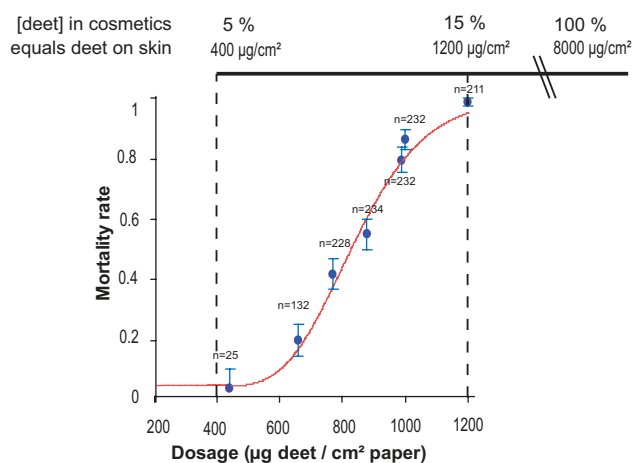 [deet] in cosmetics 5 % 15 % 100 %
equals deet on skin 400 µg/cm² 1200 µg/cm² 8000 µg/cm²
n=211
1
n=232
0.8
n=232
Mortality rate
0.6
n=234
n=228
0.4
n=132
0.2
n=25
0
200 400 600 800 1000 1200
Dosage (µg deet / cm² paper)